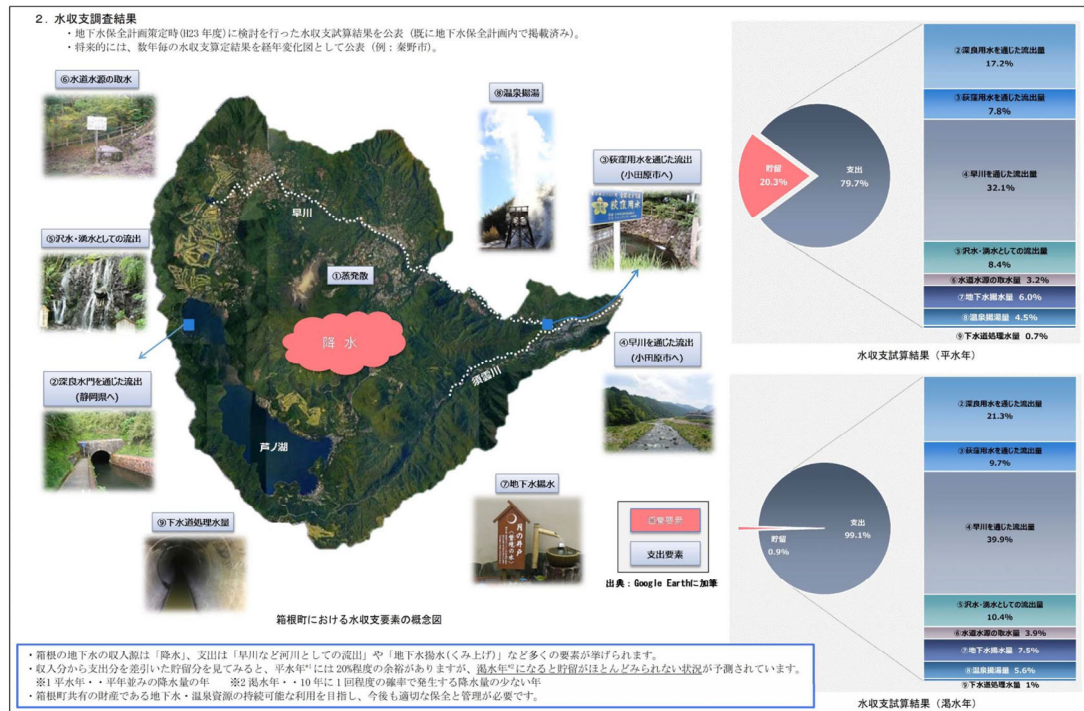 2．水収支調査結果
・地下水保全計画策定時(H23 年度)に検討を行った水収支試算結果を公表 (既に地下水保全計画内で掲載済み)。
・将来的には、数年毎の水収支算定結果を経年変化図として公表 (例：秦野市)。
⑥水道水源の取水
⑧温泉揚湯
③荻窪用水を通じた流出
(小田原市へ)
荻窪用水
早川
⑤沢水・湧水としての流出
①蒸発散
降 水
④早川を通じた流出
(小田原市へ)
須雲川
②深良水門を通じた流出
(静岡県へ)
芦ノ湖
⑦地下水揚水
月の井戸
⑨下水道処理水量
支出要素
出典：Google Earthに加筆
箱根町における水収支要素の概念図
貯留
20.3%
支出
79.7%
②深良用水を通じた流出量
17.2%
③荻窪用水を通じた流出量
7.8%
④早川を通じた流出量
32.1%
⑤沢水・湧水としての流出量
8.4%
⑥水道水源の取水量 3.2%
⑦地下水揚水量 6.0%
⑧温泉揚湯量 4.5%
⑨下水道処理水量 0.7%
水収支試算結果（平水年）
貯留
0.9%
支出
99.1%
②深良用水を通じた流出量
21.3%
③荻窪用水を通じた流出量
9.7%
④早川を通じた流出量
39.9%
⑤沢水・湧水としての流出量
10.4%
⑥水道水源の取水量 3.9%
⑦地下水揚水量 7.5%
⑧温泉揚湯量 5.6%
⑨下水道処理水量 1%
水収支試算結果（渇水年）
・箱根の地下水の収入源は「降水」、支出は「早川など河川としての流出」や「地下水揚水(くみ上げ)」など多くの要素が挙げられます。
・収入分から支出分を差引いた貯留分を見てみると、平水年※1には 20%程度の余裕がありますが、渇水年※2になると貯留がほとんどみられない状況が予測されています。
※1 平水年・・平年並みの降水量の年　※2 渇水年・・10 年に 1 回程度の確率で発生する降水量の少ない年
・箱根町共有の財産である地下水・温泉資源の持続可能な利用を目指し、今後も適切な保全と管理が必要です。